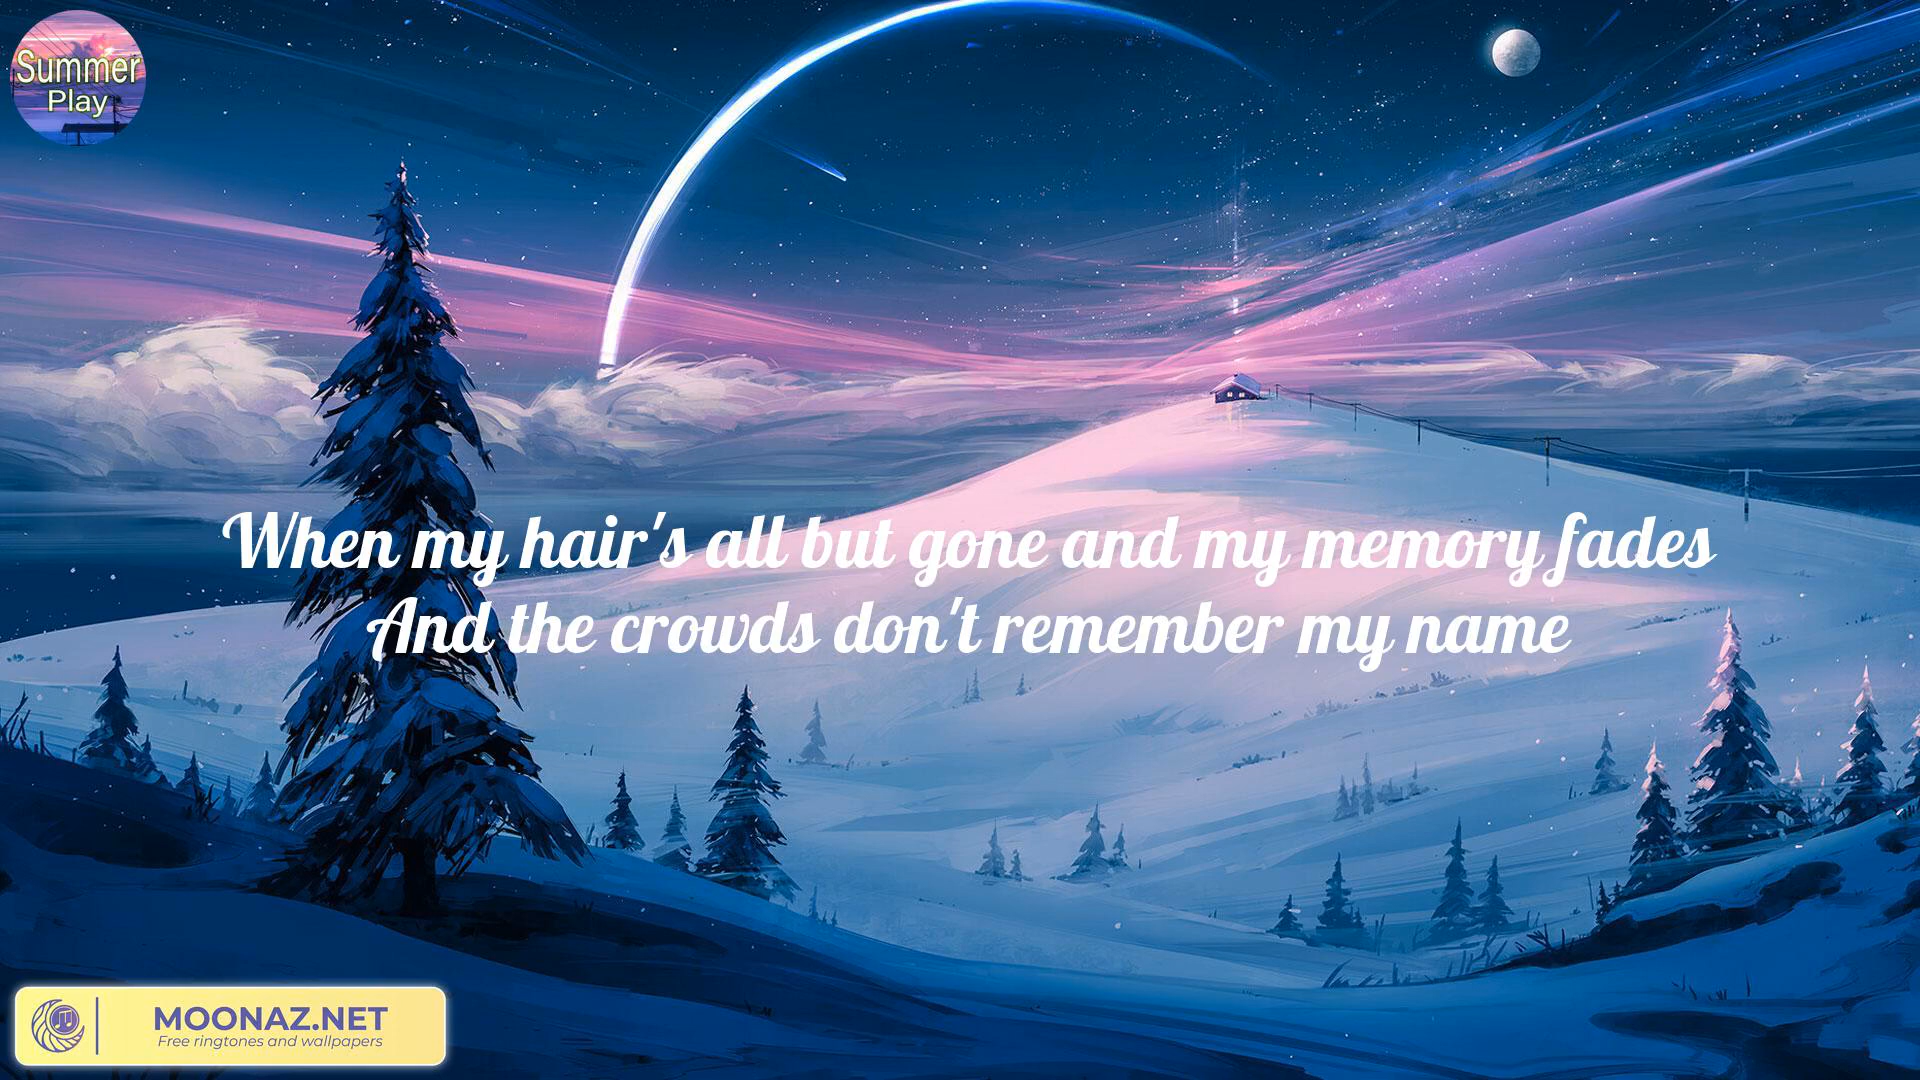 Summer
Play
When my hair's all but gone and my memory fades
And the crowds don't remember my name
MOONAZ.NET
Free ringtones and wallpapers